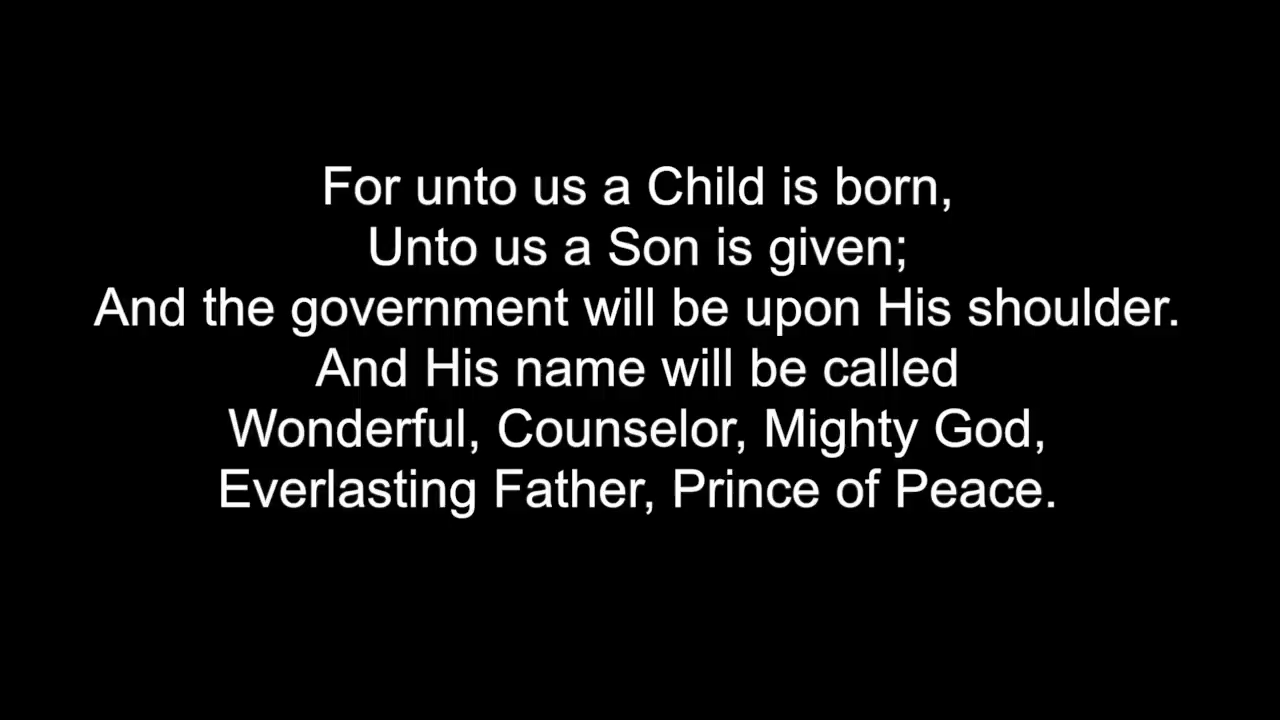 For unto us a Child is born,
Unto us a Son is given;
And the government will be upon His shoulder.
And His name will be called
Wonderful, Counselor, Mighty God,
Everlasting Father, Prince of Peace.